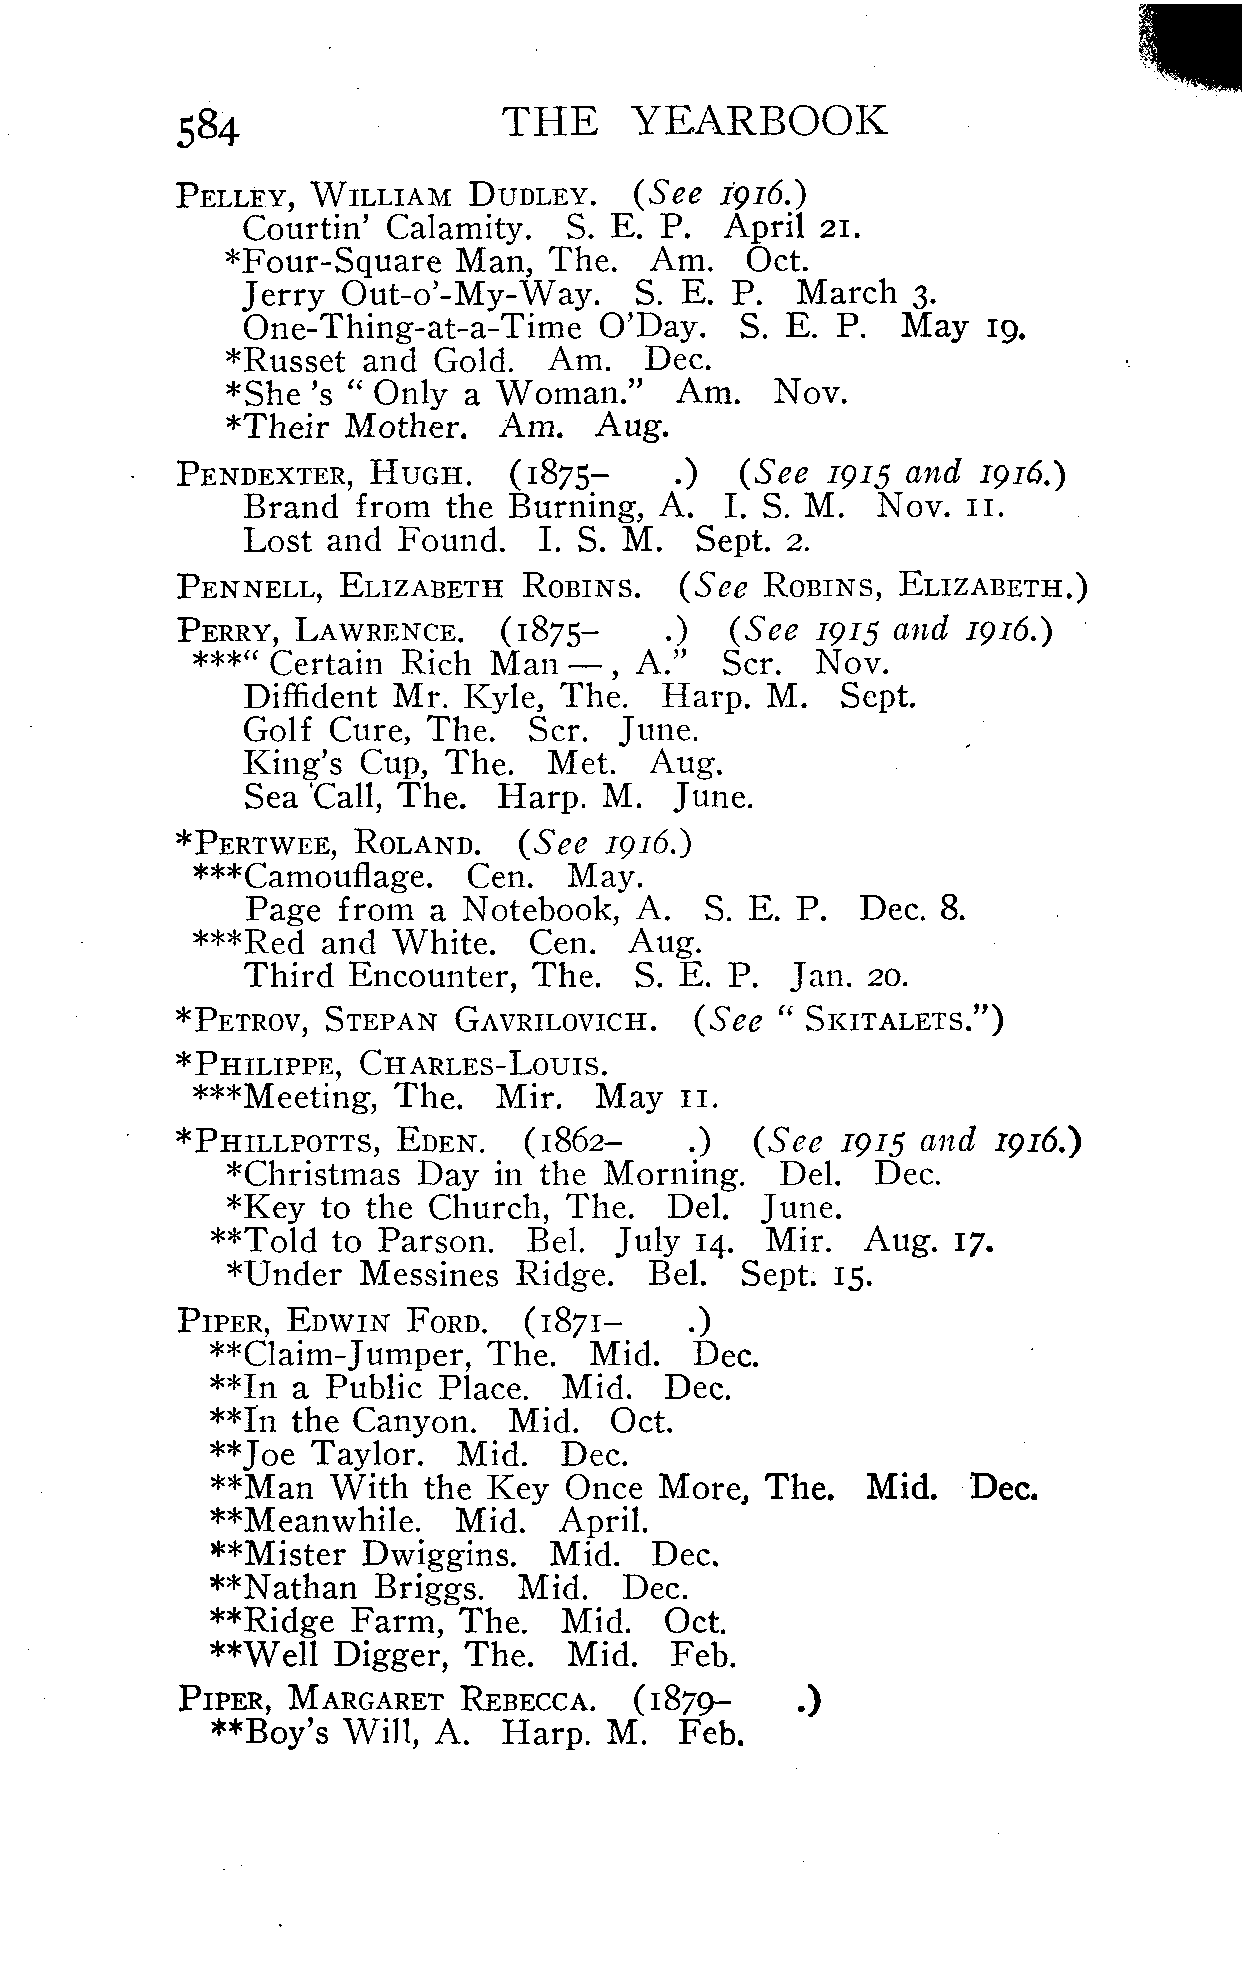 584 THE YEARBOOK
PELLEY, WILLIAM DUDLEY. (See 1916.)
Courtin' Calamity. S. E. P. April 21.
*Four-Square Man, The. Am. Oct.
Jerry Out-o'-My-Way. S. E. P. March 3.
One-Thing-at-a-Time O'Day. S. E. P. May 19.
*Russet and Gold. Am. Dec.
*She 's " Only a Woman." Am. Nov.
*Their Mother. Am. Aug.
PENDEXTER, HUGH. (1875- .) (See 1915 and 1916.)
Brand from the Burning, A. I. S. M. Nov. 11.
Lost and Found. I. S. M. Sept. 2.
PENNELL, ELIZABETH ROBINS. (See ROBINS, ELIZABETH.)
PERRY, LAWRENCE. (1875- .) (See 1915 and 1916.)
***" Certain Rich Man — , A." Scr. Nov.
Diffident Mr. Kyle, The. Harp. M. Sept.
Golf Cure, The. Scr. June.
King's Cup, The. Met. Aug.
Sea Call, The. Harp. M. June.
*PERTWEE, ROLAND. (See 1916.)
***Camouflage. Cen. May.
Page from a Notebook, A. S. E. P. Dec. 8.
***Red and White. Cen. Aug.
Third Encounter, The. S. E. P. Jan. 20.
*PETROV, STEPAN GAVRILOVICH. (See " SKITALETS.")
*PHILIPPE, CHARLES-LOUIS.
***Meeting, The. Mir. May 11.
*PHILLPOTTS, EDEN. (1862- .) (See 1915 and 1916.)
*Christmas Day in the Morning. Del. Dec.
*Key to the Church, The. Del. June.
**Told to Parson. Bel. July 14. Mir. Aug. 17.
*Under Messines Ridge. Bel. Sept. 15.
PIPER, EDWIN FORD. (1871- .)
**Claim-Jumper, The. Mid. Dec.
**In a Public Place. Mid. Dec.
**In the Canyon. Mid. Oct.
**Joe Taylor. Mid. Dec.
**Man With the Key Once More, The. Mid. Dec.
**Meanwhile. Mid. April.
**Mister Dwiggins. Mid. Dec.
**Nathan Briggs. Mid. Dec.
**Ridge Farm, The. Mid. Oct.
**Well Digger, The. Mid. Feb.
PIPER, MARGARET REBECCA. (1879- .)
**Boy's Will, A. Harp. M. Feb.